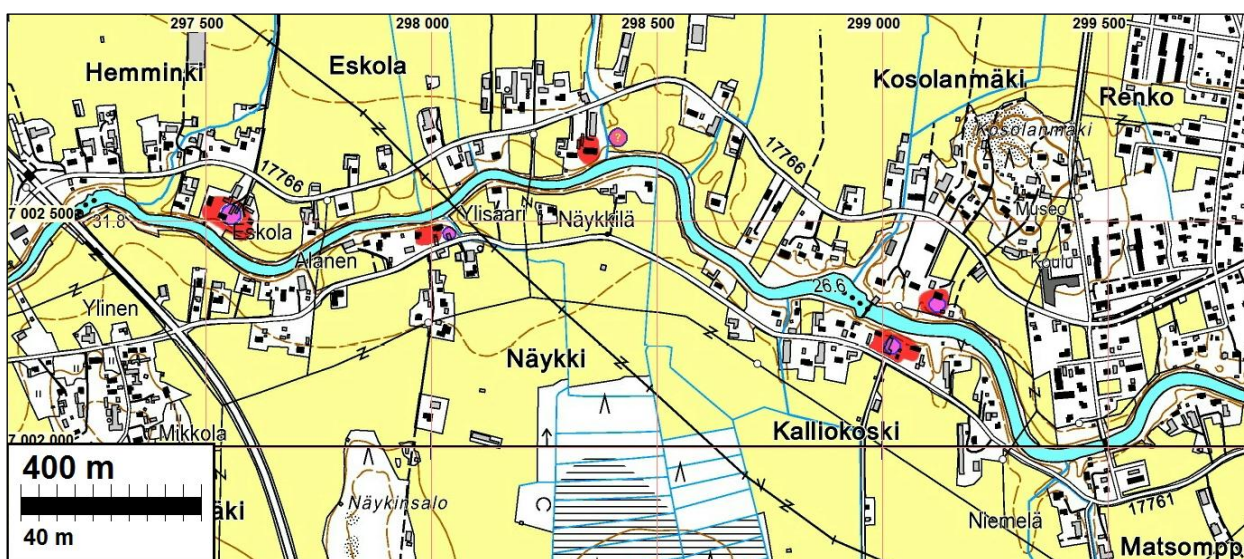 297 500
298 000
298 500
299 000
299 500
Hemminki
Eskola
Kosolanmäki
Renko
Kosolanmäki
17766
17766
7 002 500
31.8
Eskola
Ylisaari
Näykkilä
Museo
Alanen
Koulu
26.6
Ylinen
Näykki
Mikkola
Kalliokoski
7 002 000
400 m
Näykinsalo
äki
40 m
Niemelä
17761
Matsompp